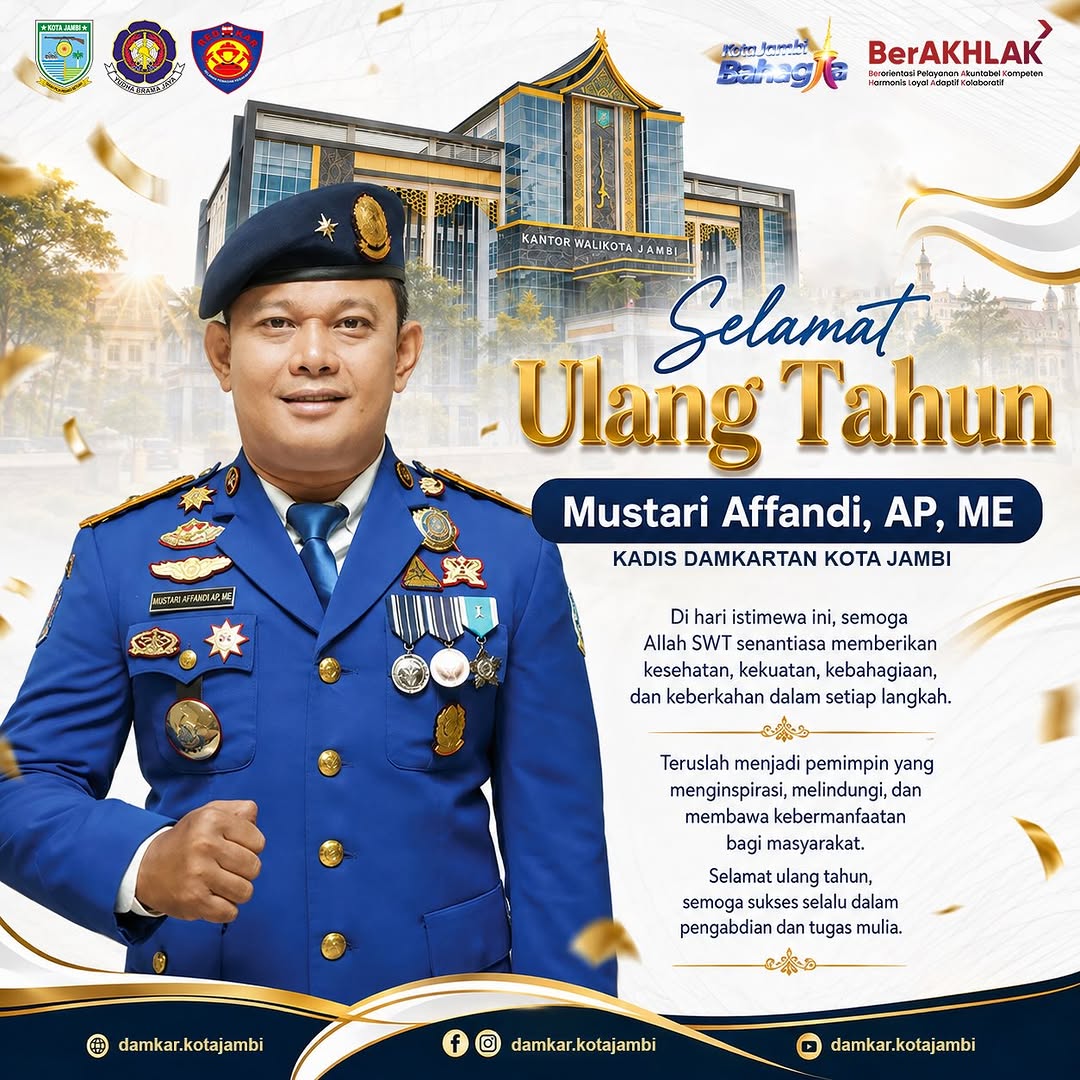 KOTA JAMBI
YUDHA BRAMA JAYA
REDKAR
Kota Jambi
Bahagia
BerAKHLAK
Berorientasi Pelayanan Akuntabel Kompeten
Harmonis Loyal Adaptif Kolaboratif
KANTOR WALIKOTA JAMBI
Selamat
Ulang Tahun
Mustari Affandi, AP, ME
KADIS DAMKARTAN KOTA JAMBI
MUSTARI AFFANDI AP, ME
Di hari istimewa ini, semoga
Allah SWT senantiasa memberikan
kesehatan, kekuatan, kebahagiaan,
dan keberkahan dalam setiap langkah.
Teruslah menjadi pemimpin yang
menginspirasi, melindungi, dan
membawa kebermanfaatan
bagi masyarakat.
Selamat ulang tahun,
semoga sukses selalu dalam
pengabdian dan tugas mulia.
damkar.kotajambi
damkar.kotajambi
damkar.kotajambi